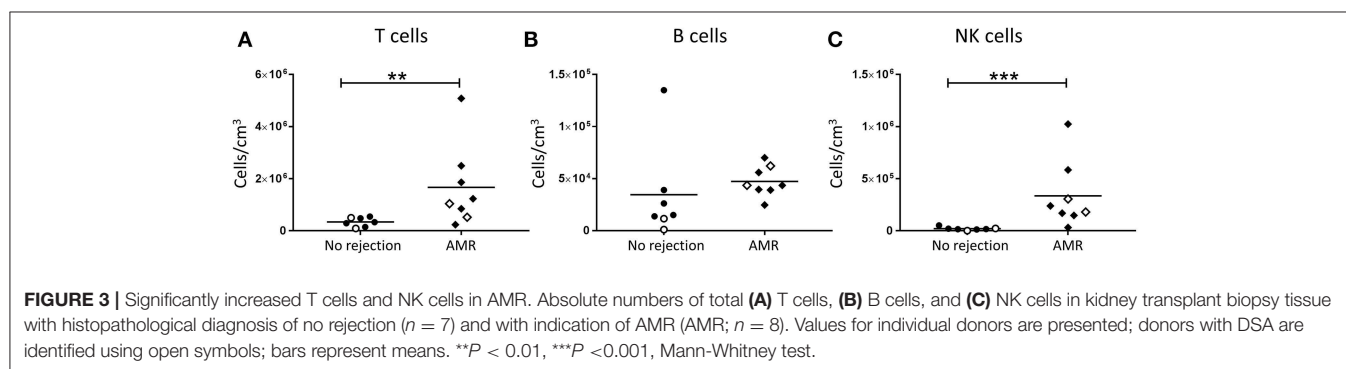 A T cells
B B cells
C NK cells
**
***
Cells/cm³
6×10⁶
4×10⁶
2×10⁶
0
No rejection AMR
Cells/cm³
1.5×10⁵
1×10⁵
5×10⁴
0
No rejection AMR
Cells/cm³
1.5×10⁶
1×10⁶
5×10⁵
0
No rejection AMR
FIGURE 3 | Significantly increased T cells and NK cells in AMR. Absolute numbers of total (A) T cells, (B) B cells, and (C) NK cells in kidney transplant biopsy tissue
with histopathological diagnosis of no rejection (n = 7) and with indication of AMR (AMR; n = 8). Values for individual donors are presented; donors with DSA are
identified using open symbols; bars represent means. **P < 0.01, ***P <0.001, Mann-Whitney test.